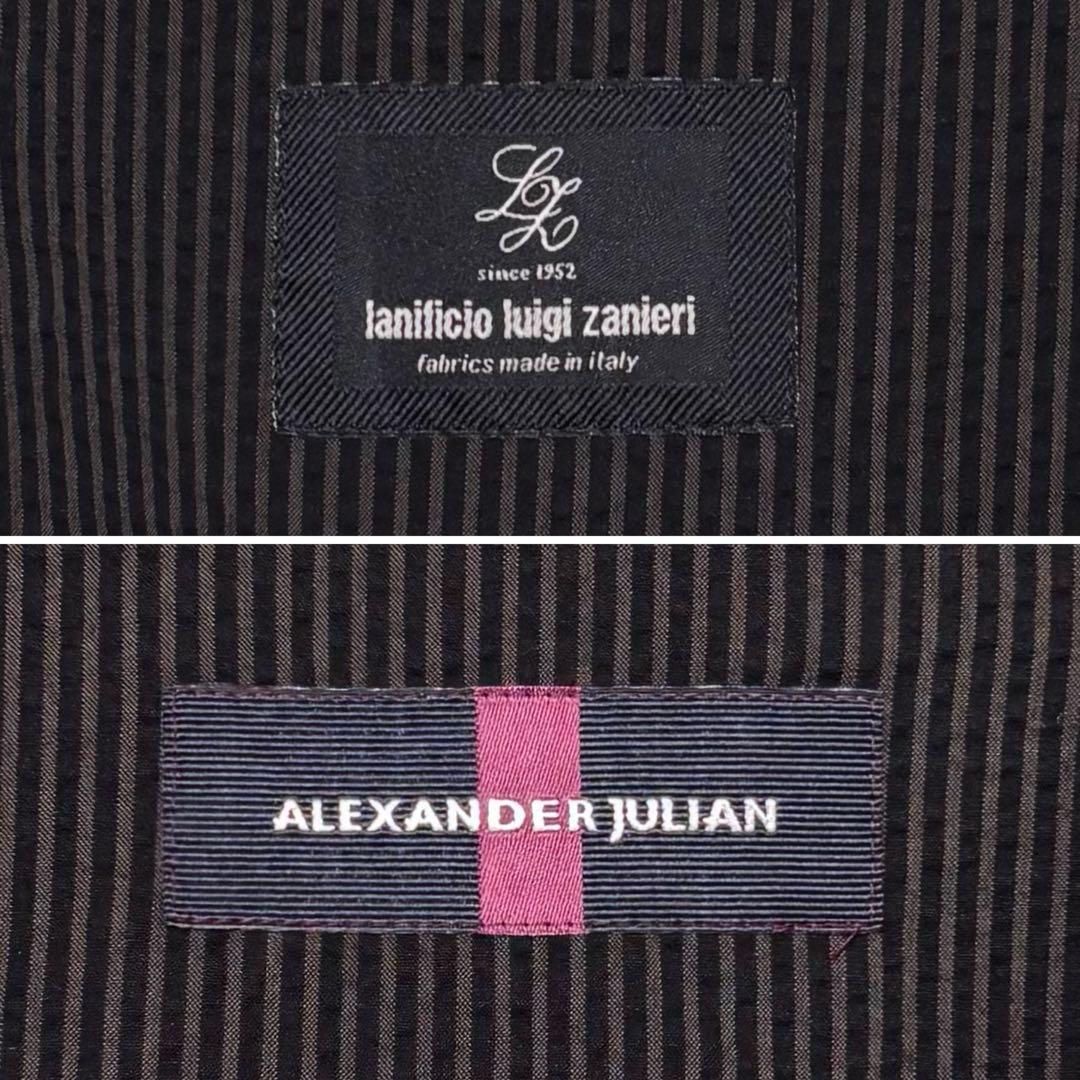 LZ
since 1952
lanificio luigi zanieri
fabrics made in italy
ALEXANDER JULIAN